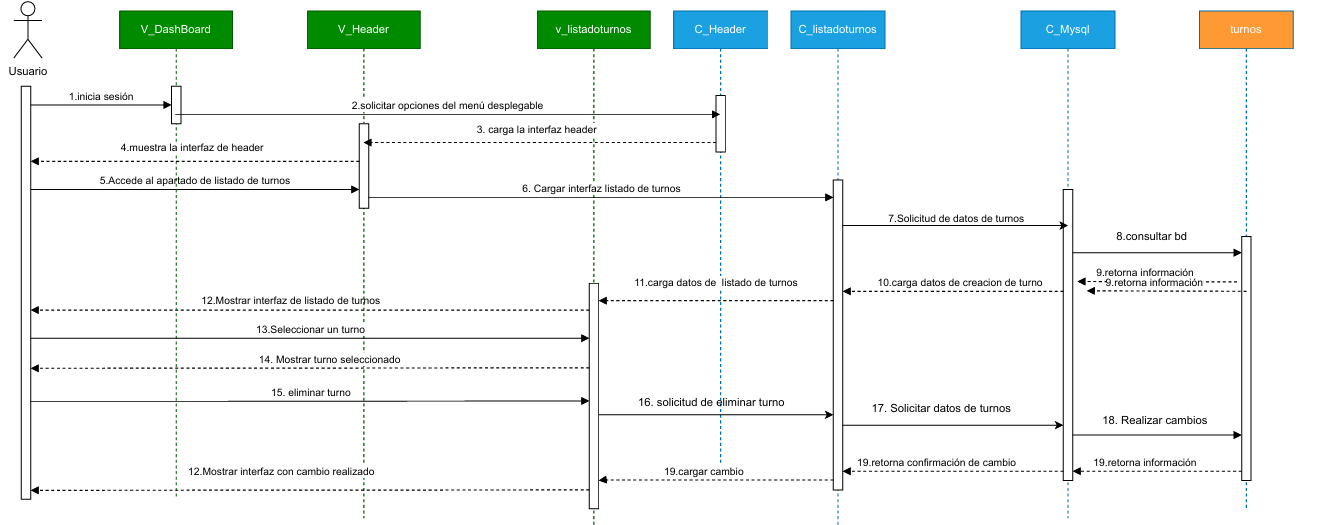 V_DashBoard
V_Header
v_listadoturnos
C_Header
C_listadoturnos
C_Mysql
turnos
Usuario
1.inicia sesión
2.solicitar opciones del menú desplegable
3. carga la interfaz header
4.muestra la interfaz de header
5.Accede al apartado de listado de turnos
6. Cargar interfaz listado de turnos
7.Solicitud de datos de turnos
8.consultar bd
9.retorna información
9.retorna información
10.carga datos de creacion de turno
11.carga datos de listado de turnos
12.Mostrar interfaz de listado de turnos
13.Seleccionar un turno
14. Mostrar turno seleccionado
15. eliminar turno
16. solicitud de eliminar turno
17. Solicitar datos de turnos
18. Realizar cambios
19.retorna información
19.retorna confirmación de cambio
19.cargar cambio
12.Mostrar interfaz con cambio realizado